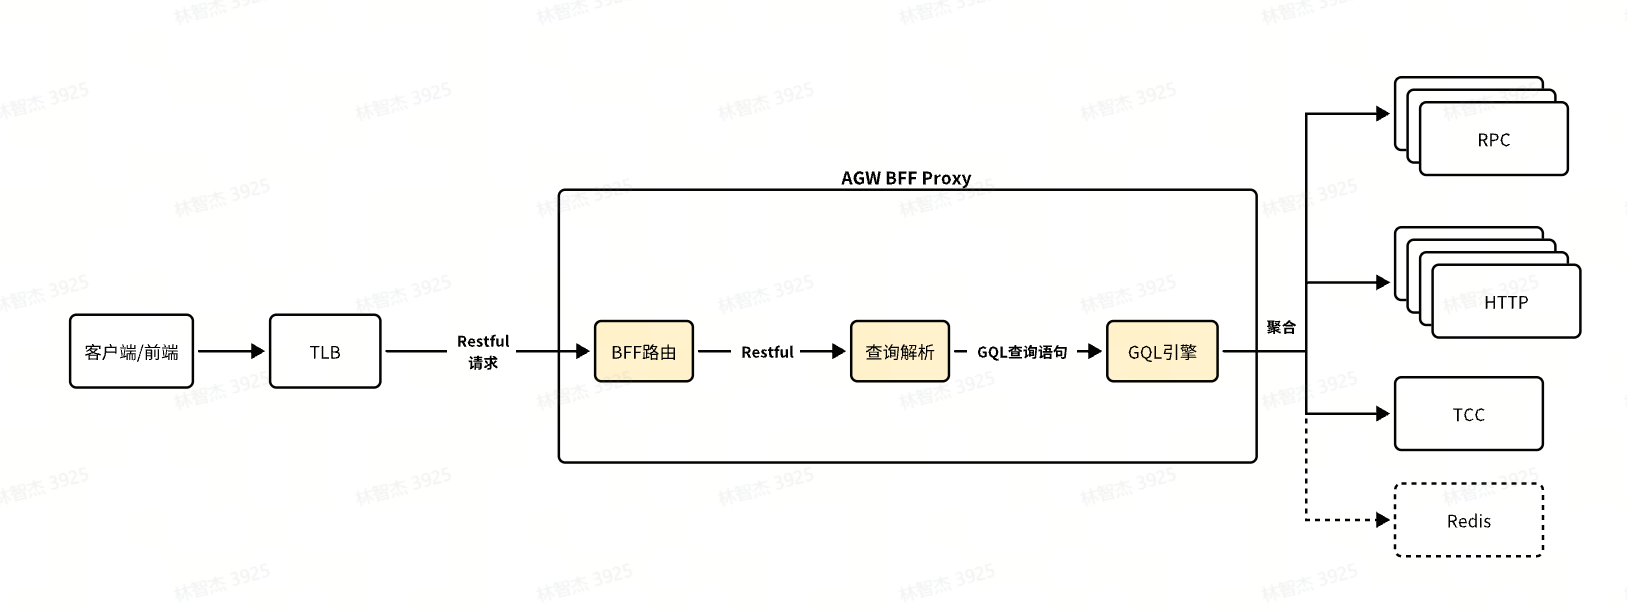 AGW BFF Proxy
客户端/前端
TLB
Restful
请求
BFF路由
Restful
查询解析
GQL查询语句
GQL引擎
聚合
RPC
HTTP
TCC
Redis
林智杰 3925